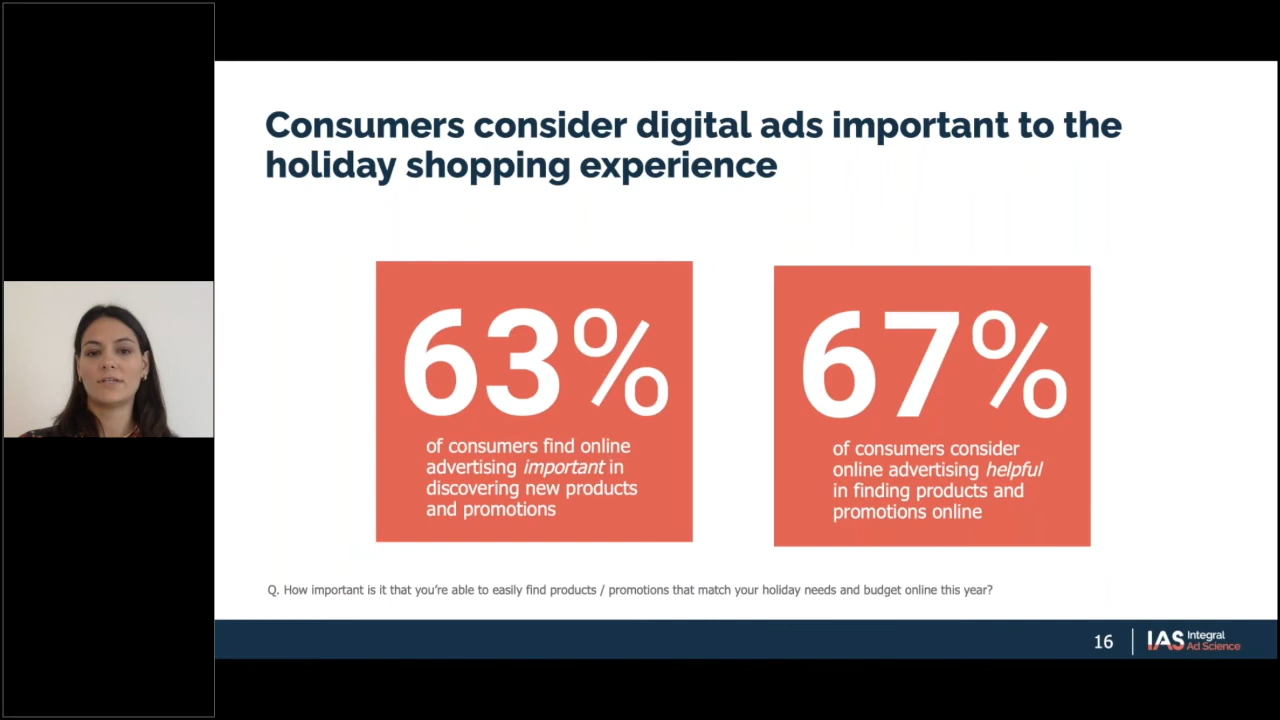 Consumers consider digital ads important to the
holiday shopping experience
63%
of consumers find online
advertising important in
discovering new products
and promotions
67%
of consumers consider
online advertising helpful
in finding products and
promotions online
Q. How important is it that you’re able to easily find products / promotions that match your holiday needs and budget online this year?
16
IAS Integral
Ad Science